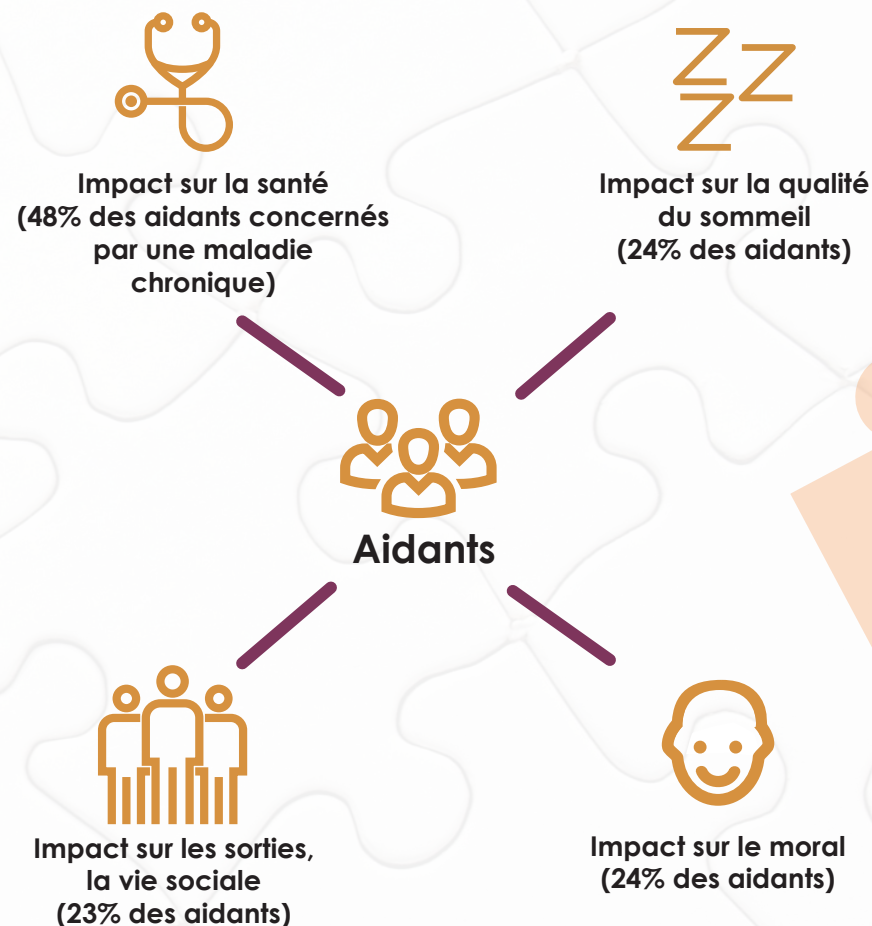 Impact sur la santé
(48% des aidants concernés
par une maladie
chronique)
Impact sur la qualité
du sommeil
(24% des aidants)
Aidants
Impact sur les sorties,
la vie sociale
(23% des aidants)
Impact sur le moral
(24% des aidants)